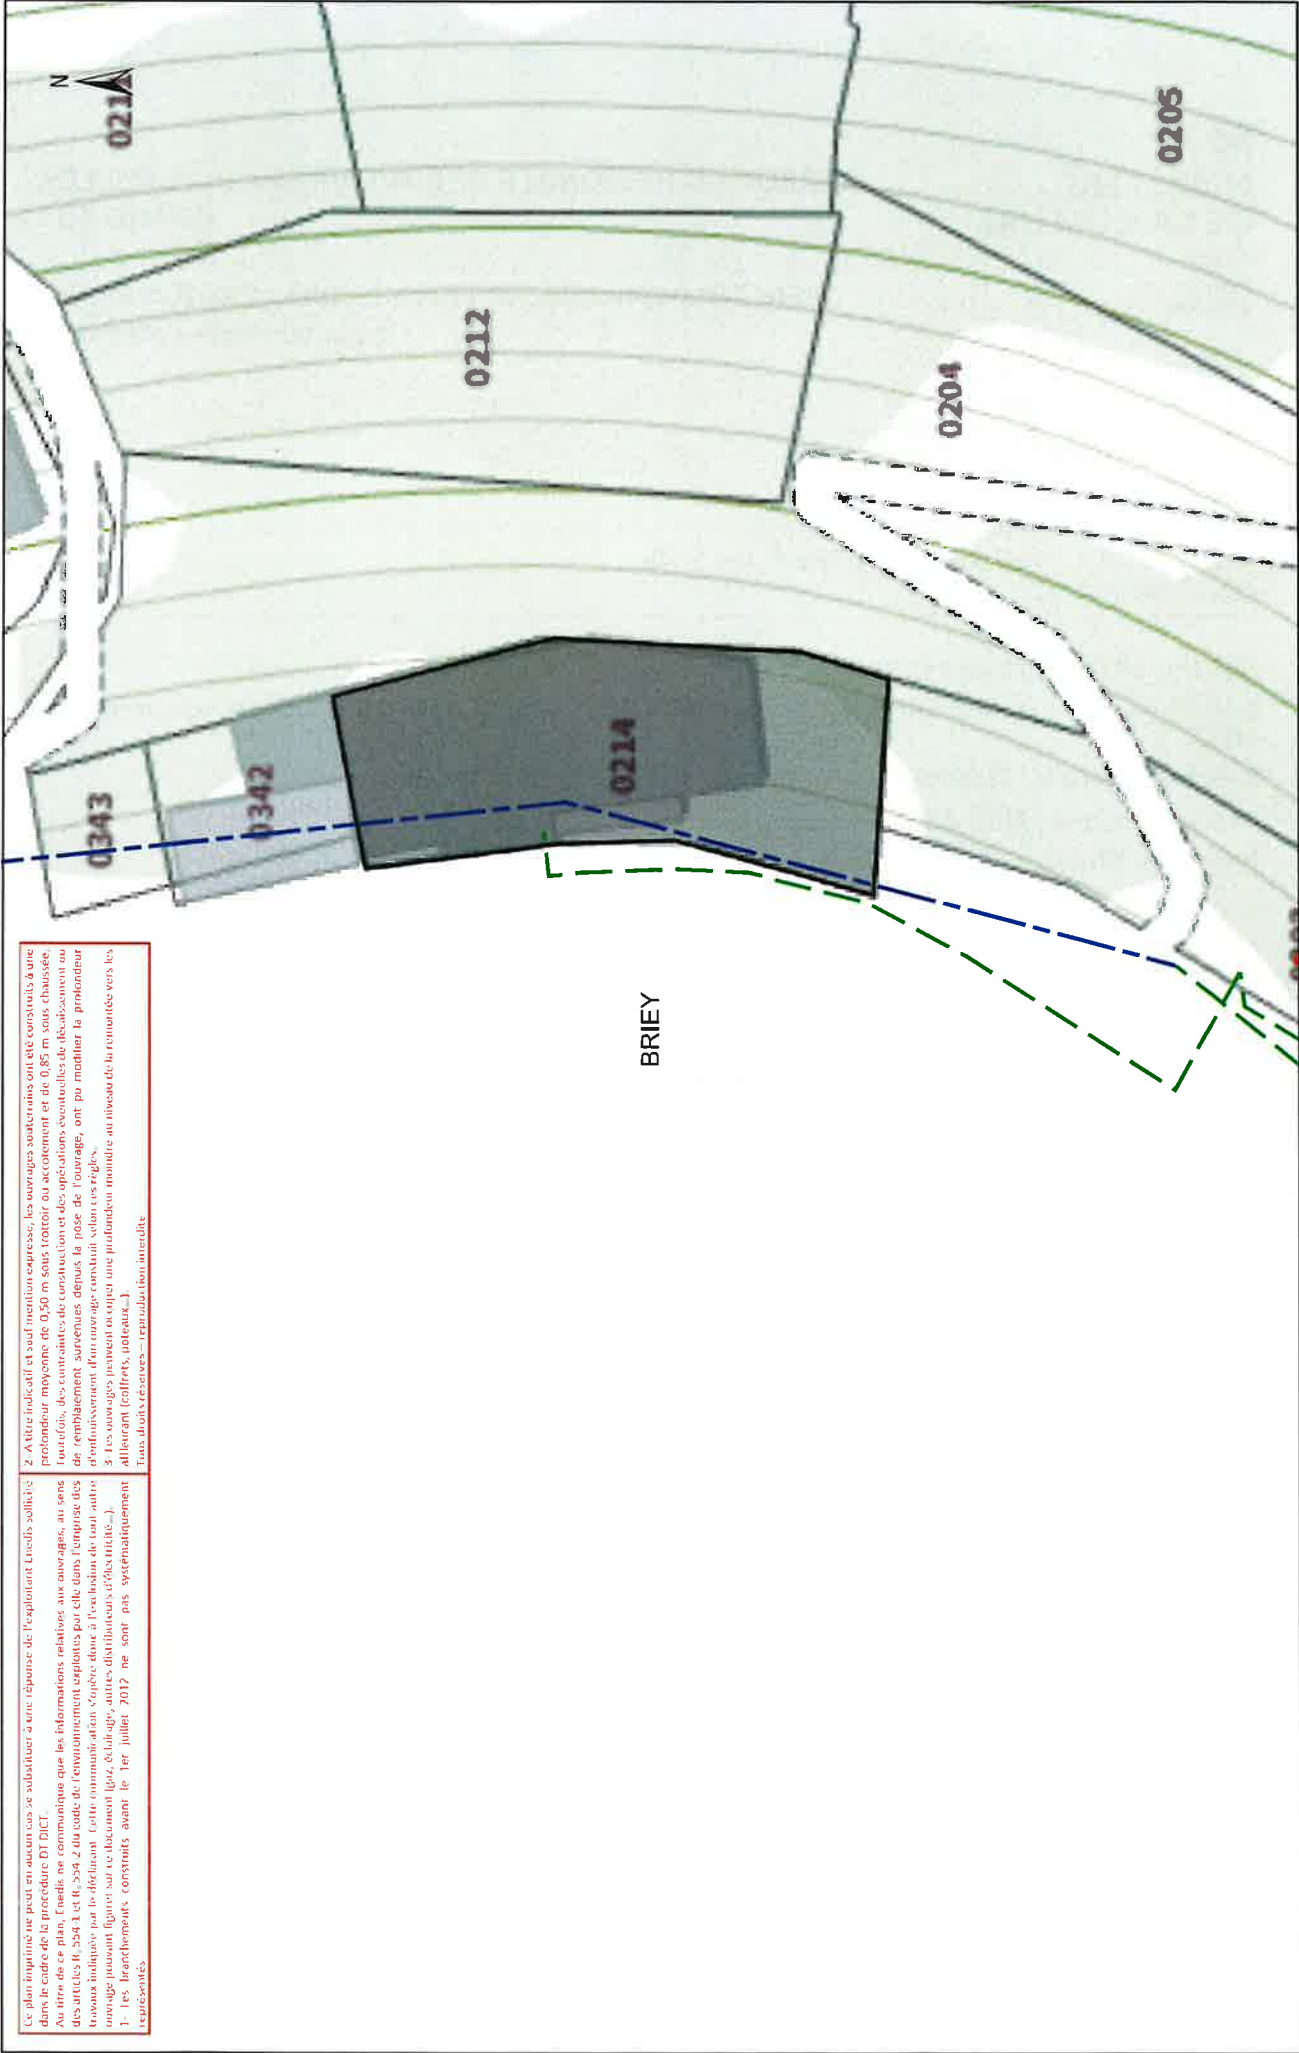 Ce plan imprimé ne peut en aucun cas se substituer à une réponse de l'exploitant Enedis sollicité
dans le cadre de la procédure DT DICT.
Au titre de ce plan, Enedis ne communique que les informations relatives aux ouvrages, au sens
des articles R. 554-1 et R. 554-2 du code de l'environnement exploités par elle dans l'emprise des
travaux indiquée par le déclarant. Cette communication s'opère donc à l'exclusion de tout autre
ouvrage pouvant figurer sur ce document (gaz, éclairage, autres distributeurs d'électricité...).
1- Les branchements construits avant le 1er juillet 2012 ne sont pas systématiquement
représentés
2- A titre indicatif et sauf mention expresse, les ouvrages souterrains ont été construits à une
profondeur moyenne de 0,50 m sous trottoir ou accotement et de 0,85 m sous chaussée.
Toutefois, des contraintes de construction et des opérations éventuelles de décaissement ou
de remblaiement survenues depuis la pose de l'ouvrage, ont pu modifier la profondeur
d'enfouissement d'un ouvrage construit selon ces règles.
3- Les ouvrages peuvent occuper une profondeur moindre au niveau de la remontée vers les
affleurant (coffrets, poteaux...).
Tous droits réservés – reproduction interdite
0343
0342
0214
0212
N
0204
0205
BRIEY